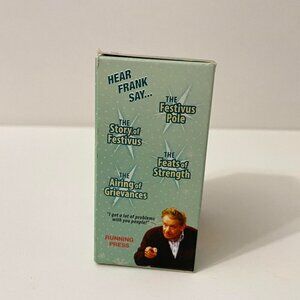 HEAR
FRANK
SAY...
THE
Festivus
Pole
THE
Story of
Festivus
THE
Feats of
Strength
THE
Airing of
Grievances
"I got a lot of problems
with you people!"
RUNNING
PRESS